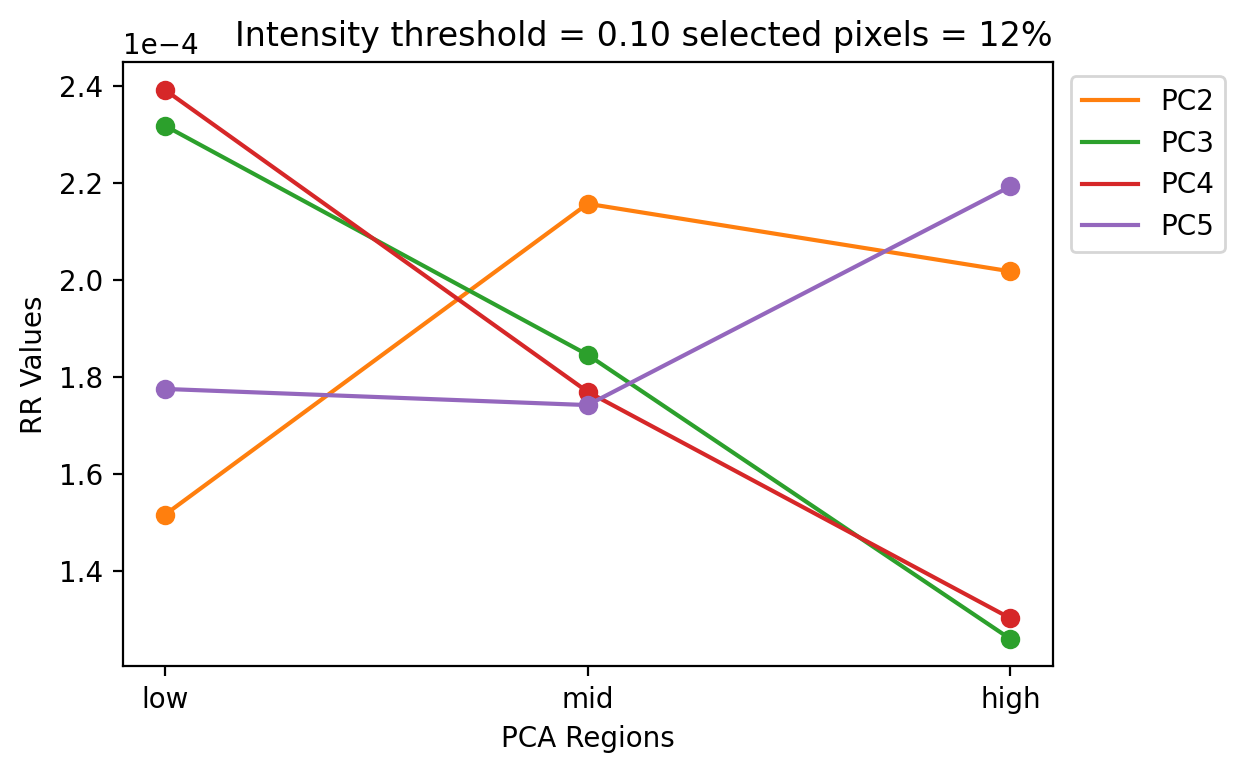 Intensity threshold = 0.10 selected pixels = 12%
1e−4
2.4
2.2
2.0
1.8
1.6
1.4
RR Values
low
mid
high
PCA Regions
PC2
PC3
PC4
PC5